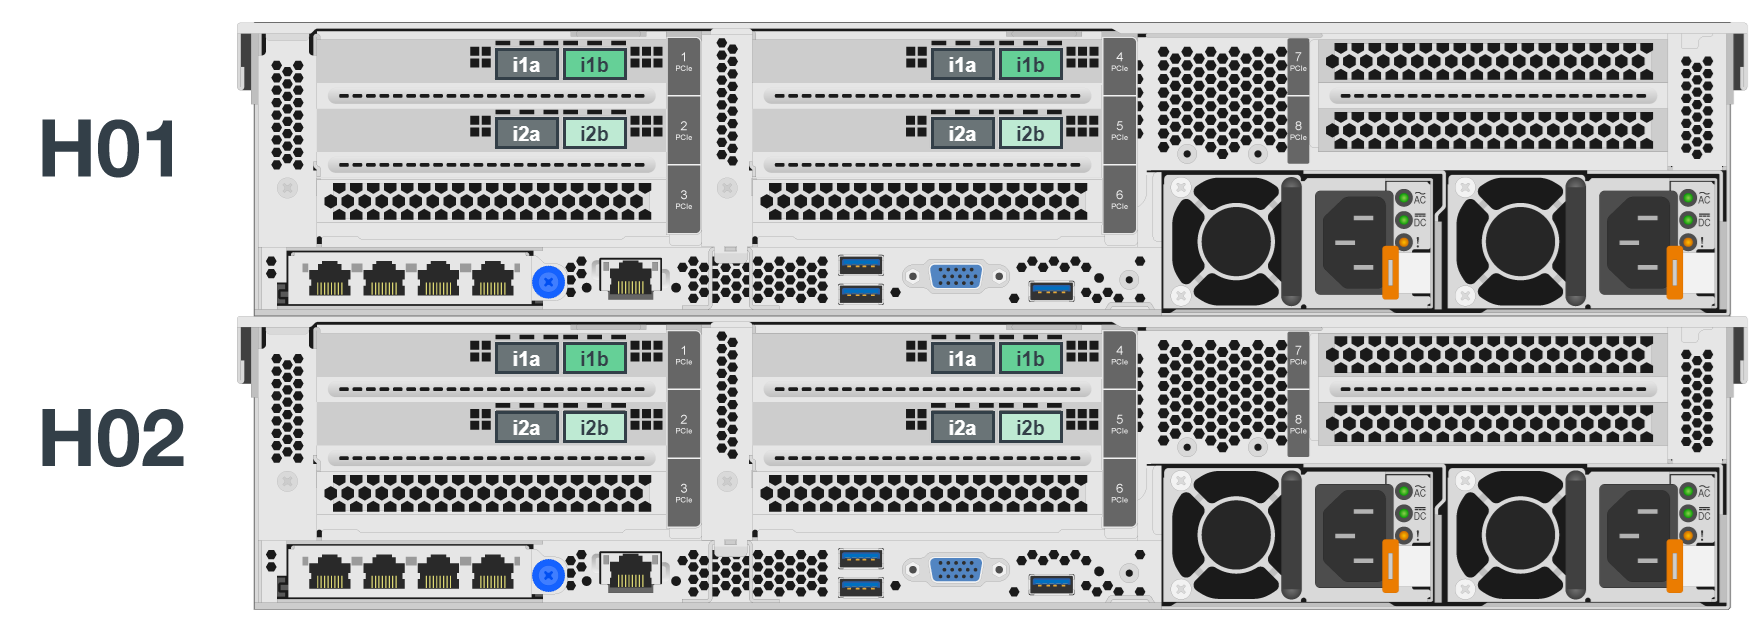 H01
i1a i1b 1 PCIe i1a i1b 4 PCIe 7 PCIe
i2a i2b 2 PCIe i2a i2b 5 PCIe 8 PCIe
3 PCIe 6 PCIe
AC AC
DC DC
! !
H02
i1a i1b 1 PCIe i1a i1b 4 PCIe 7 PCIe
i2a i2b 2 PCIe i2a i2b 5 PCIe 8 PCIe
3 PCIe 6 PCIe
AC AC
DC DC
! !